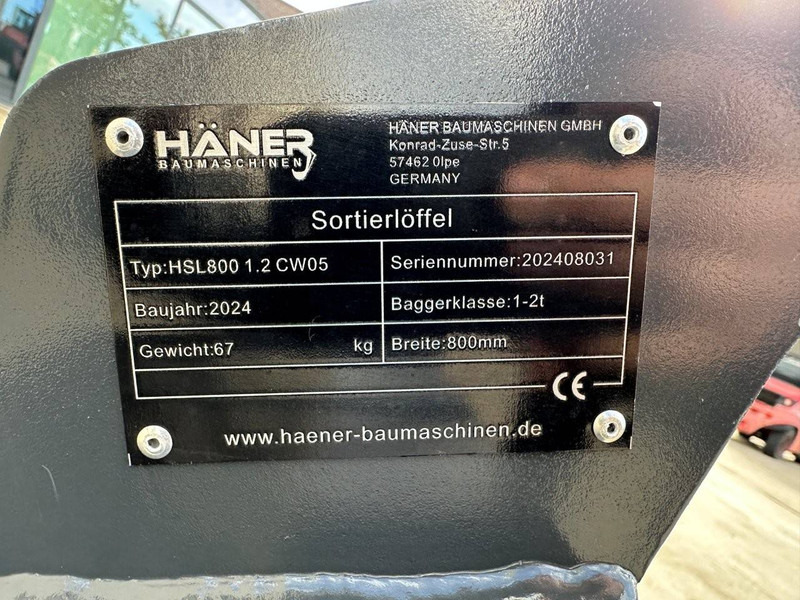 HÄNER
BAUMASCHINEN
HÄNER BAUMASCHINEN GMBH
Konrad-Zuse-Str.5
57462 Olpe
GERMANY
Sortierlöffel
Typ:HSL800 1.2 CW05
Seriennummer:202408031
Baujahr:2024
Baggerklasse:1-2t
Gewicht:67 kg
Breite:800mm
CE
www.haener-baumaschinen.de